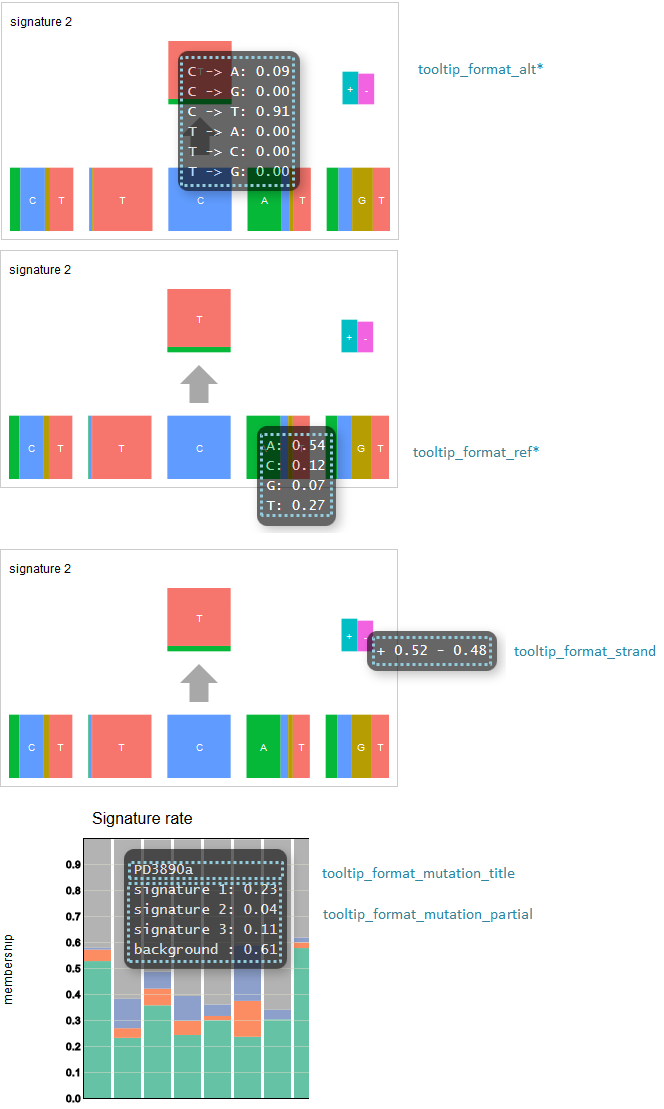 signature 2
T
C -> A: 0.09
C -> G: 0.00
C -> T: 0.91
T -> A: 0.00
T -> C: 0.00
T -> G: 0.00
+ -
tooltip_format_alt*
C T T C A T G T
signature 2
T
+ -
C T T C G T
A: 0.54
C: 0.12
G: 0.07
T: 0.27
tooltip_format_ref*
signature 2
T
+ -
+ 0.52 - 0.48
tooltip_format_strand
C T T C A T G T
Signature rate
membership
0.9
0.8
0.7
0.6
0.5
0.4
0.3
0.2
0.1
0.0
PD3890a
signature 1: 0.23
signature 2: 0.04
signature 3: 0.11
background : 0.61
tooltip_format_mutation_title
tooltip_format_mutation_partial